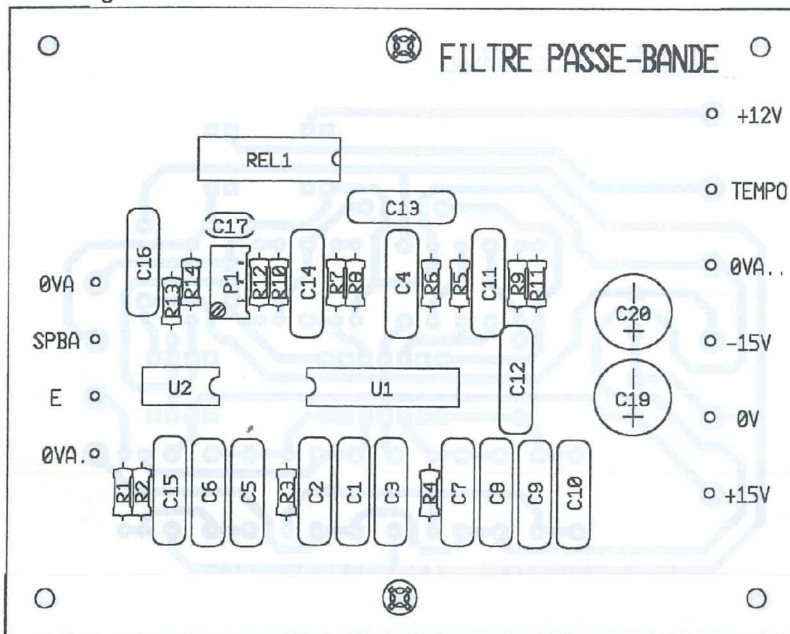 FILTRE PASSE-BANDE
+12V
REL1
TEMPO
C13
C17
C16
R14
R13
P1
R12
R10
C14
R7
R8
C4
R6
R5
C11
R9
R11
0VA
0VA..
C20
SPBA
-15V
U2
U1
C12
C19
E
0V
0VA.
R1
R2
C15
C6
C5
R3
C2
C1
C3
R4
C7
C8
C9
C10
+15V